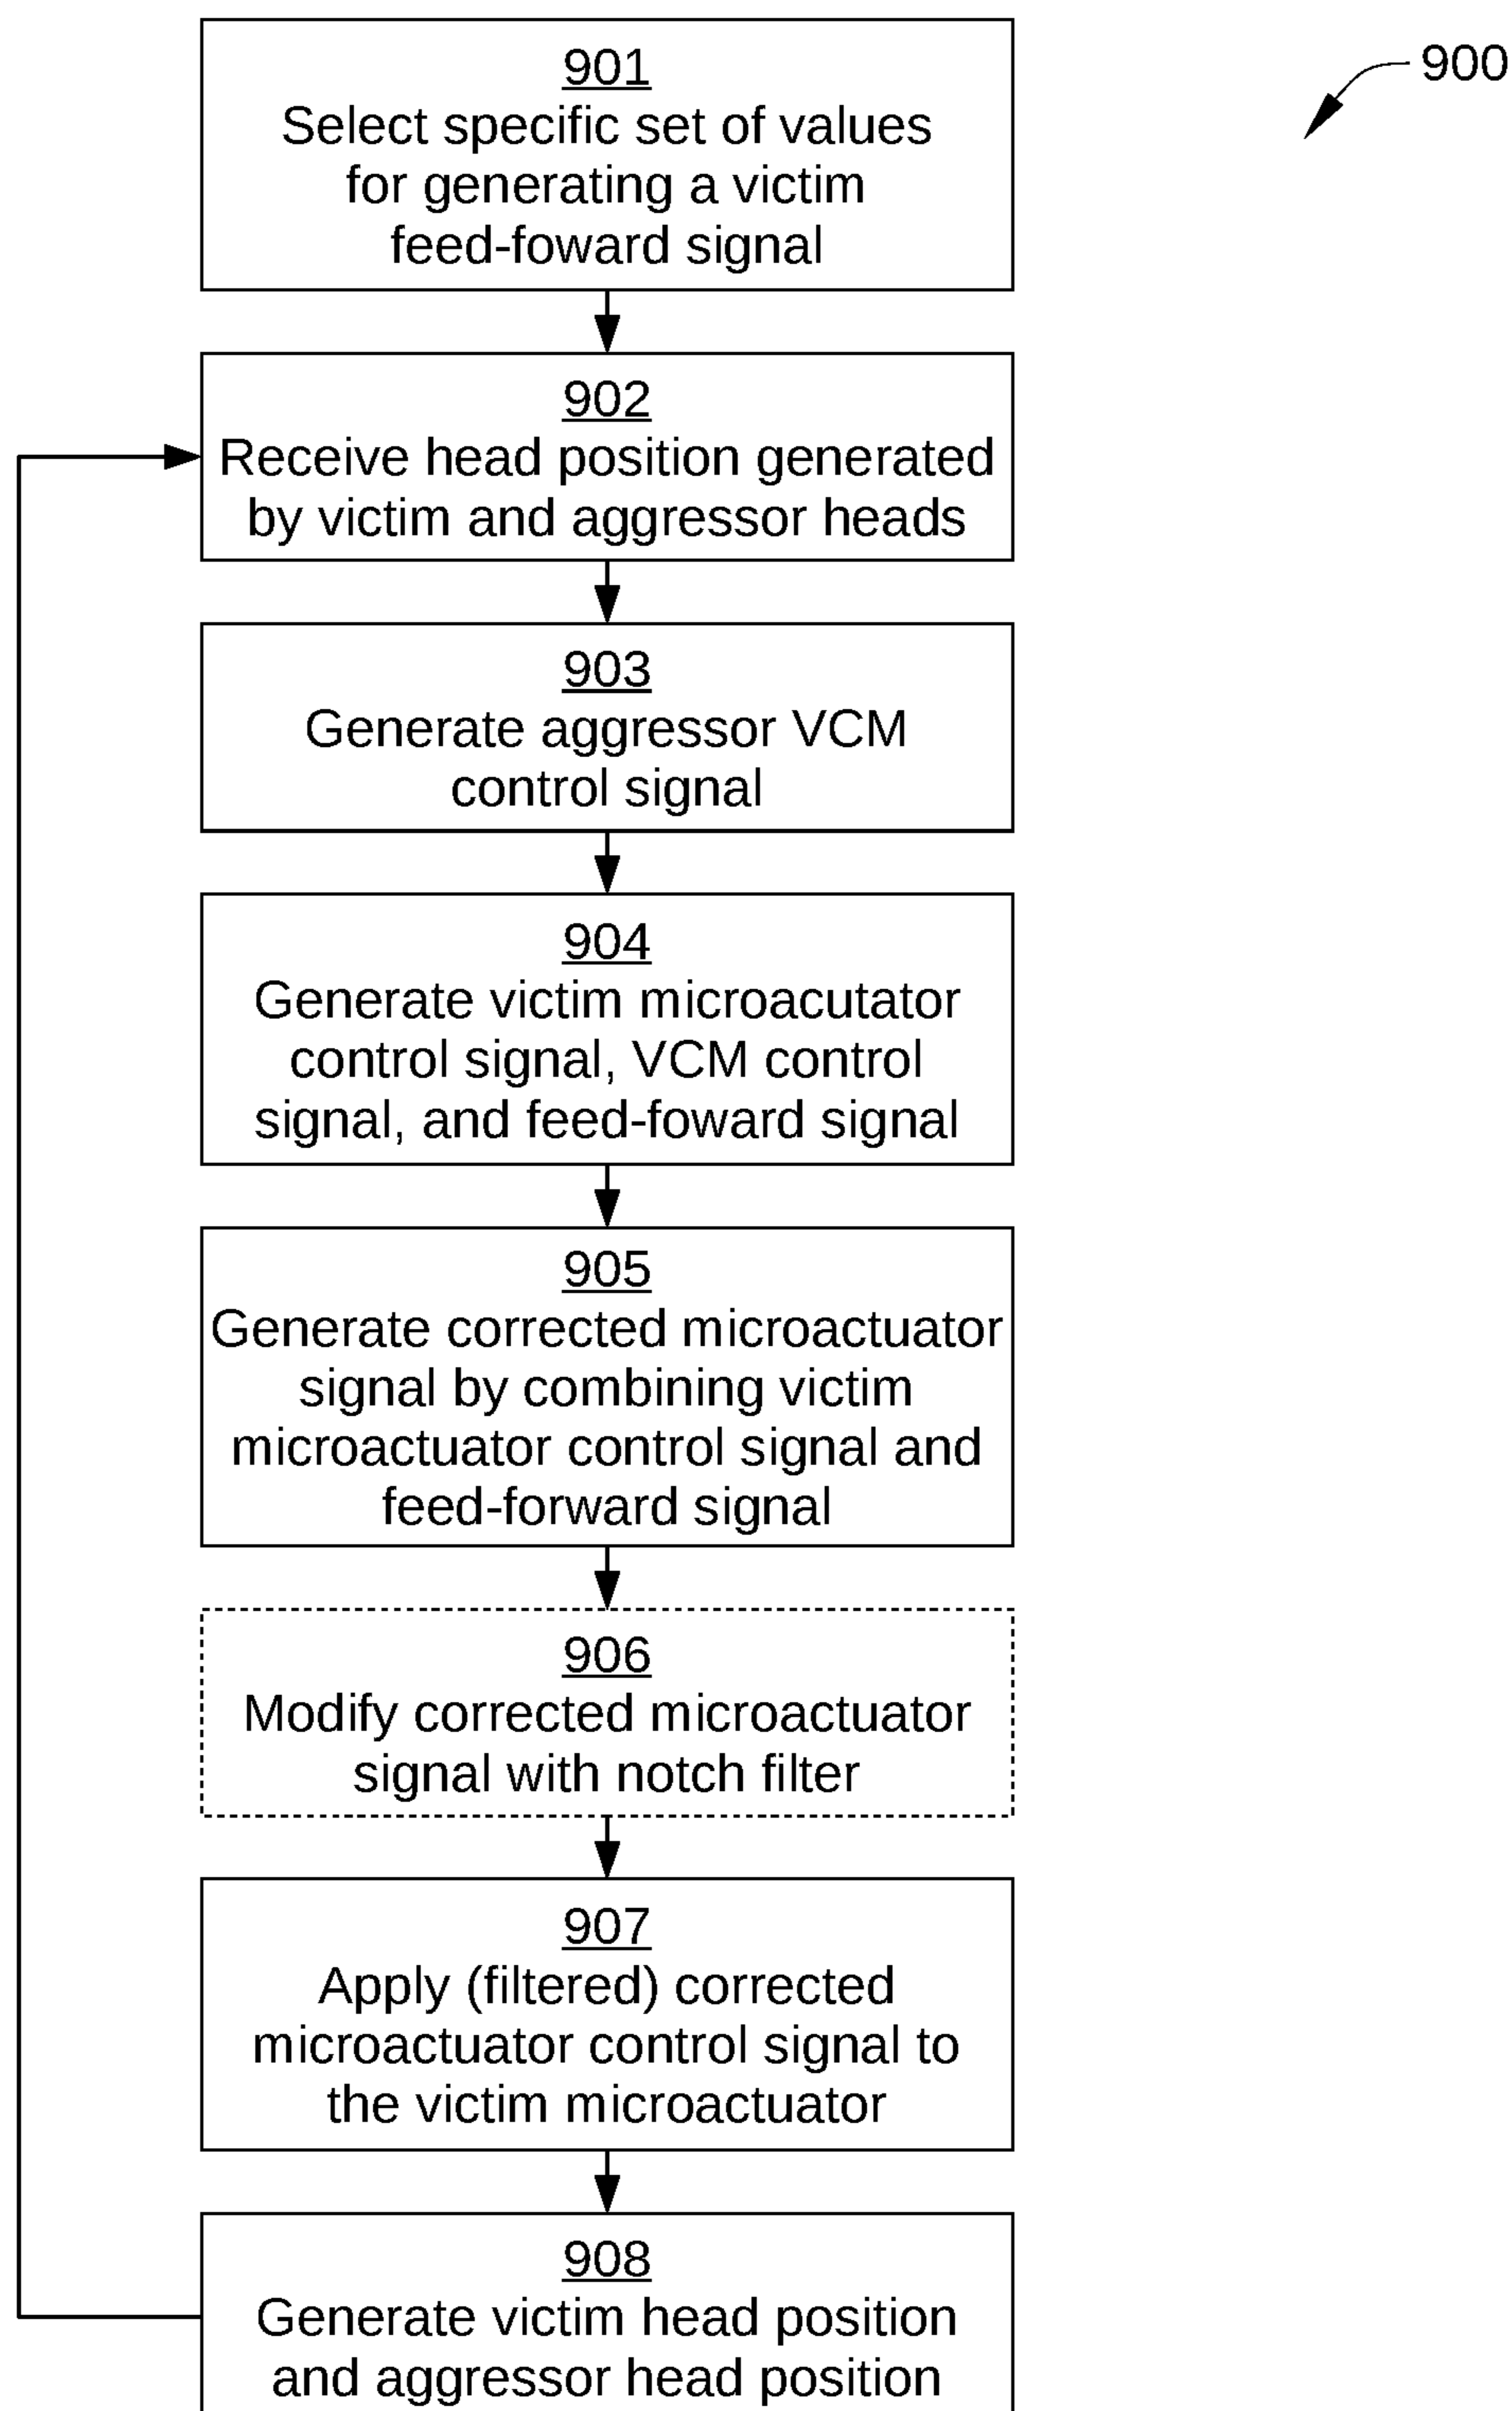 900
901
Select specific set of values
for generating a victim
feed-foward signal
902
Receive head position generated
by victim and aggressor heads
903
Generate aggressor VCM
control signal
904
Generate victim microacutator
control signal, VCM control
signal, and feed-foward signal
905
Generate corrected microactuator
signal by combining victim
microactuator control signal and
feed-forward signal
906
Modify corrected microactuator
signal with notch filter
907
Apply (filtered) corrected
microactuator control signal to
the victim microactuator
908
Generate victim head position
and aggressor head position